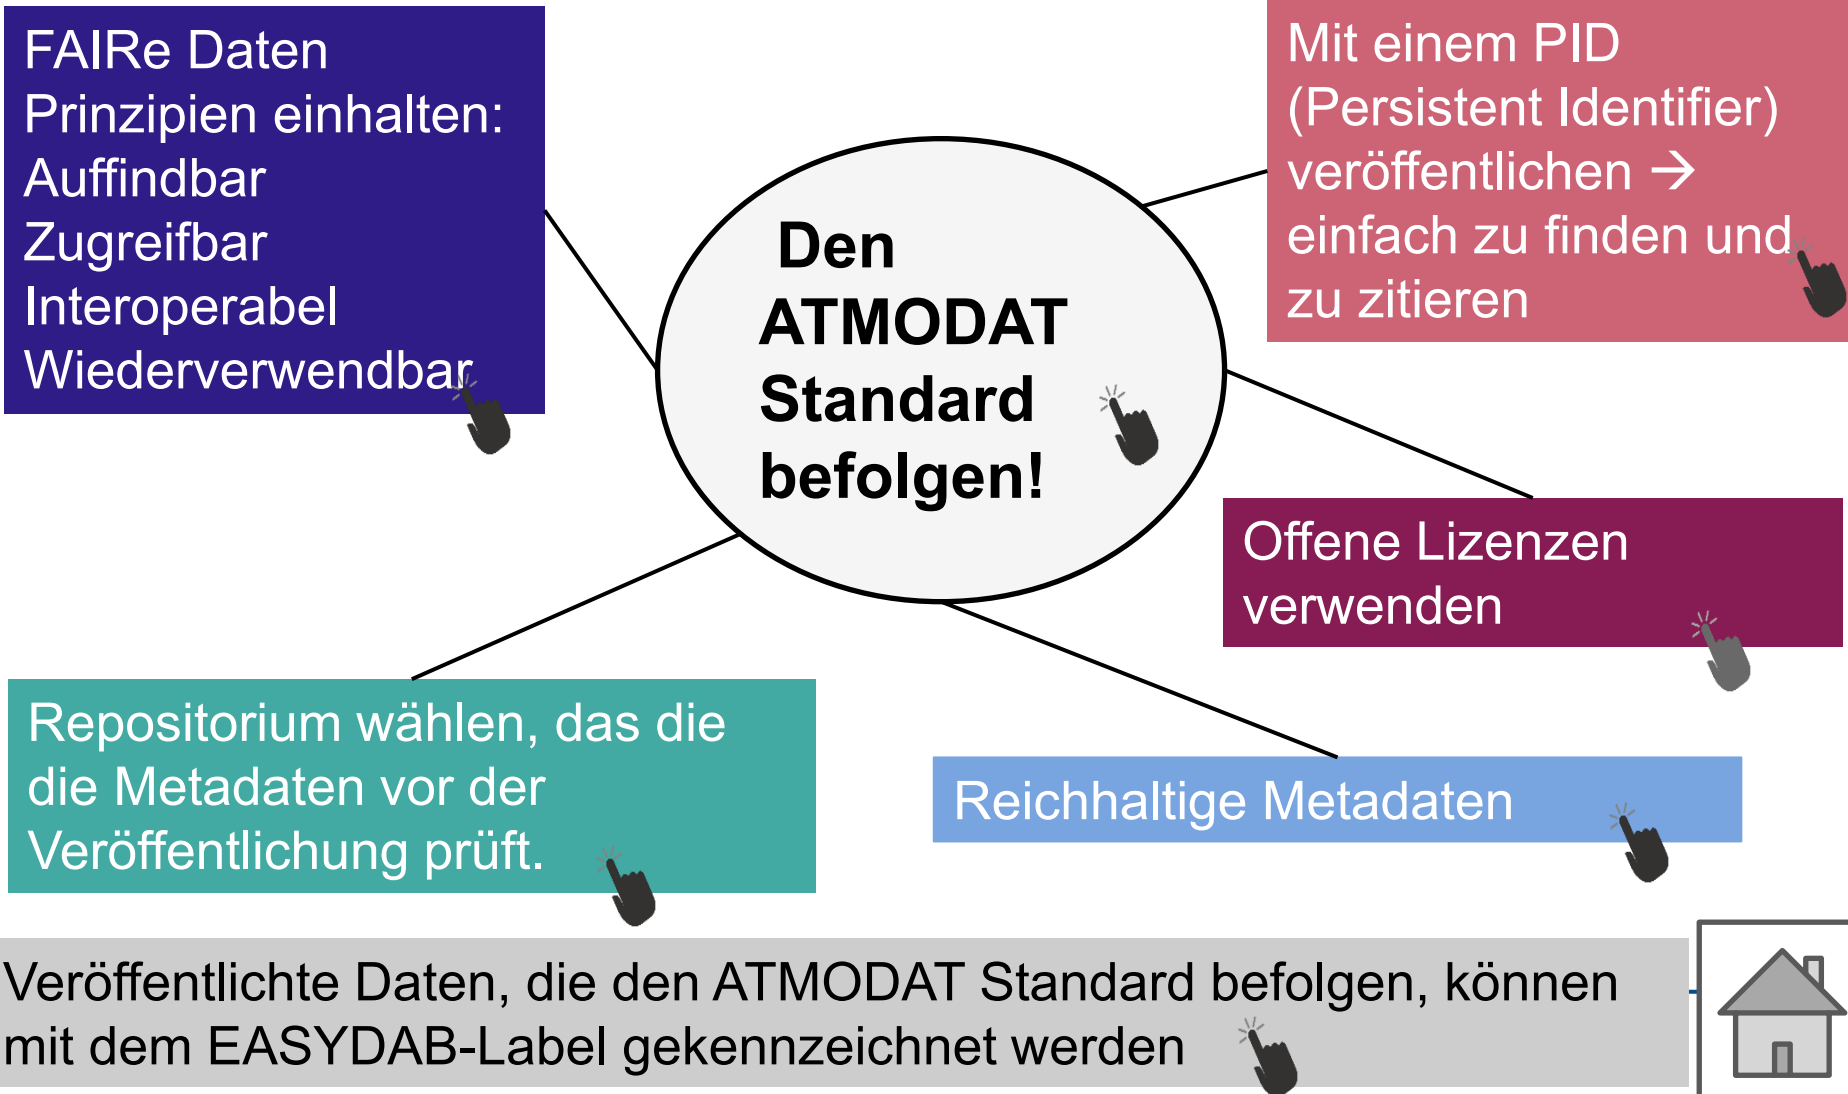 FAIRe Daten
Prinzipien einhalten:
Auffindbar
Zugreifbar
Interoperabel
Wiederverwendbar
Mit einem PID
(Persistent Identifier)
veröffentlichen →
einfach zu finden und
zu zitieren
Den
ATMODAT
Standard
befolgen!
Offene Lizenzen
verwenden
Repositorium wählen, das die
die Metadaten vor der
Veröffentlichung prüft.
Reichhaltige Metadaten
Veröffentlichte Daten, die den ATMODAT Standard befolgen, können
mit dem EASYDAB-Label gekennzeichnet werden